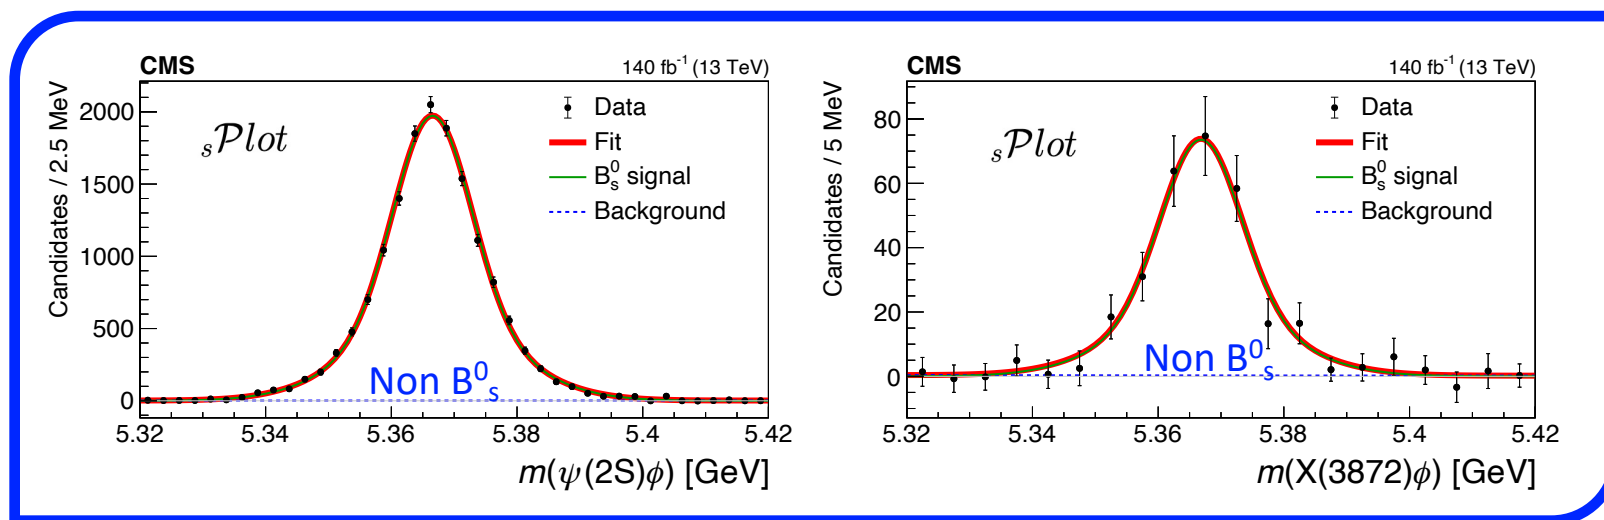 CMS
140 fb⁻¹ (13 TeV)
Candidates / 2.5 MeV
2000
1500
1000
500
0
sPlot
Data
Fit
B⁰ₛ signal
Background
Non B⁰ₛ
5.32 5.34 5.36 5.38 5.4 5.42
m(ψ(2S)ϕ) [GeV]
CMS
140 fb⁻¹ (13 TeV)
Candidates / 5 MeV
80
60
40
20
0
sPlot
Data
Fit
B⁰ₛ signal
Background
Non B⁰ₛ
5.32 5.34 5.36 5.38 5.4 5.42
m(X(3872)ϕ) [GeV]